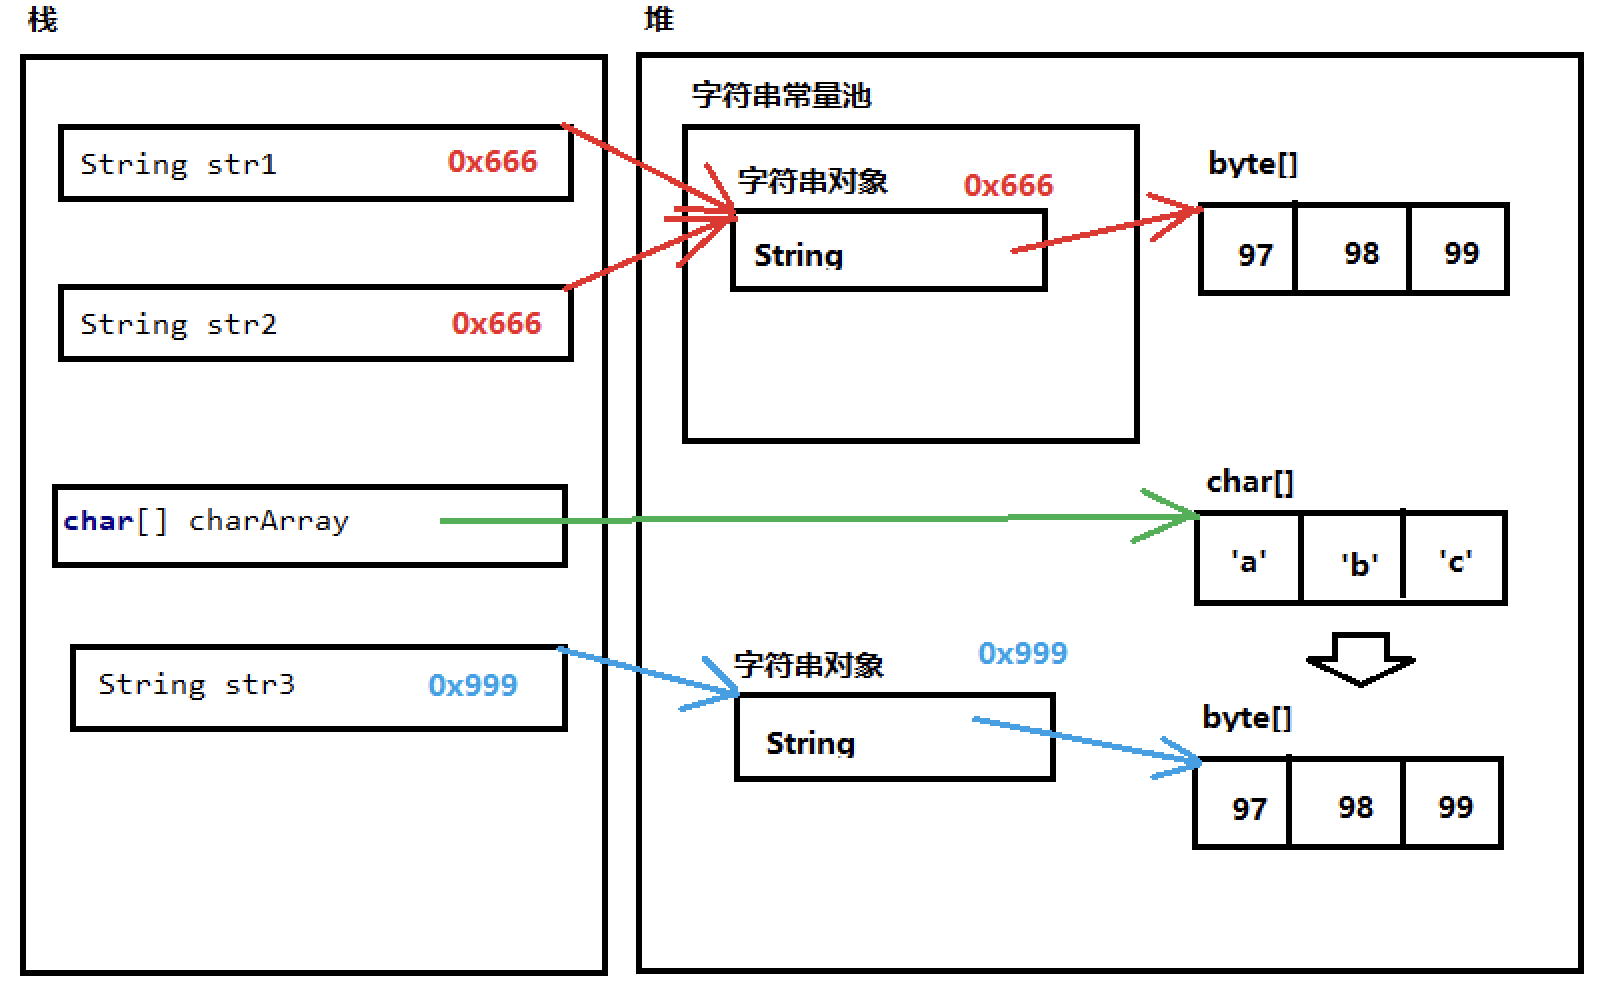 栈
String str1 0x666
String str2 0x666
char[] charArray
String str3 0x999
堆
字符串常量池
字符串对象 0x666
String
byte[]
97 98 99
char[]
'a' 'b' 'c'
字符串对象 0x999
String
byte[]
97 98 99